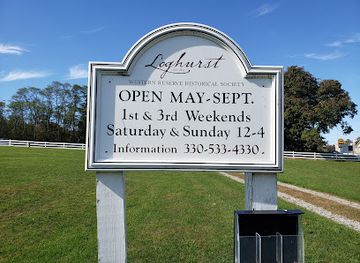 Loghurst
WESTERN RESERVE HISTORICAL SOCIETY
OPEN MAY-SEPT.
1st & 3rd Weekends
Saturday & Sunday 12-4
Information 330-533-4330